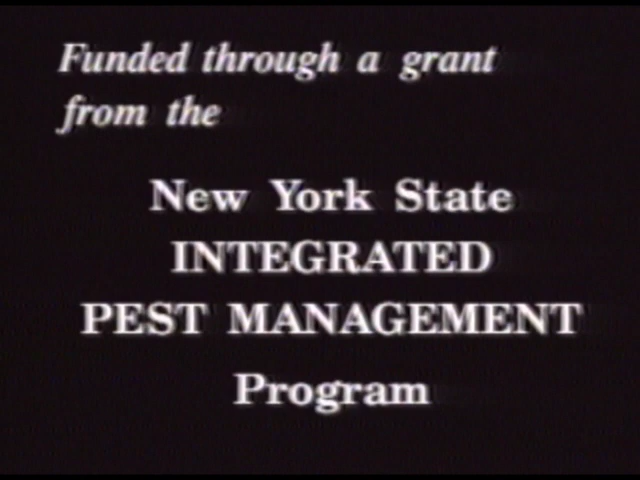 Funded through a grant
from the
New York State
INTEGRATED
PEST MANAGEMENT
Program